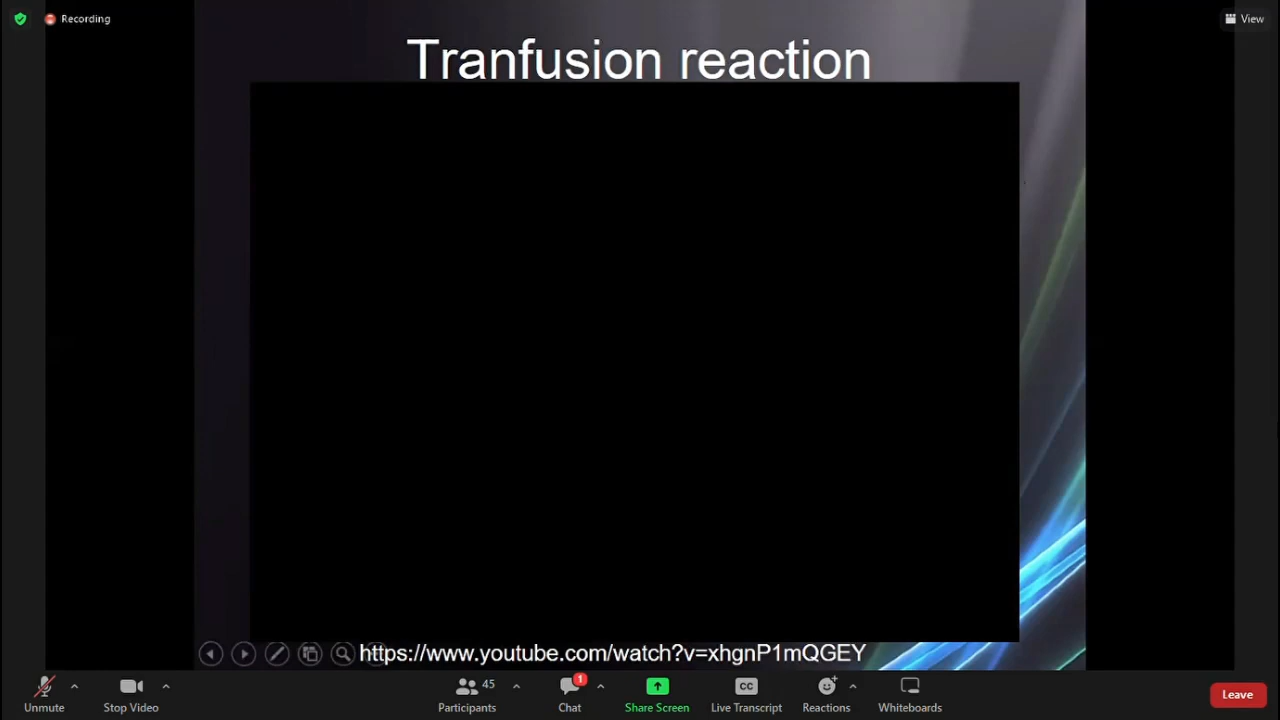 Recording
View
Tranfusion reaction
https://www.youtube.com/watch?v=xhgnP1mQGEY
45
1
CC
Unmute
Stop Video
Participants
Chat
Share Screen
Live Transcript
Reactions
Whiteboards
Leave